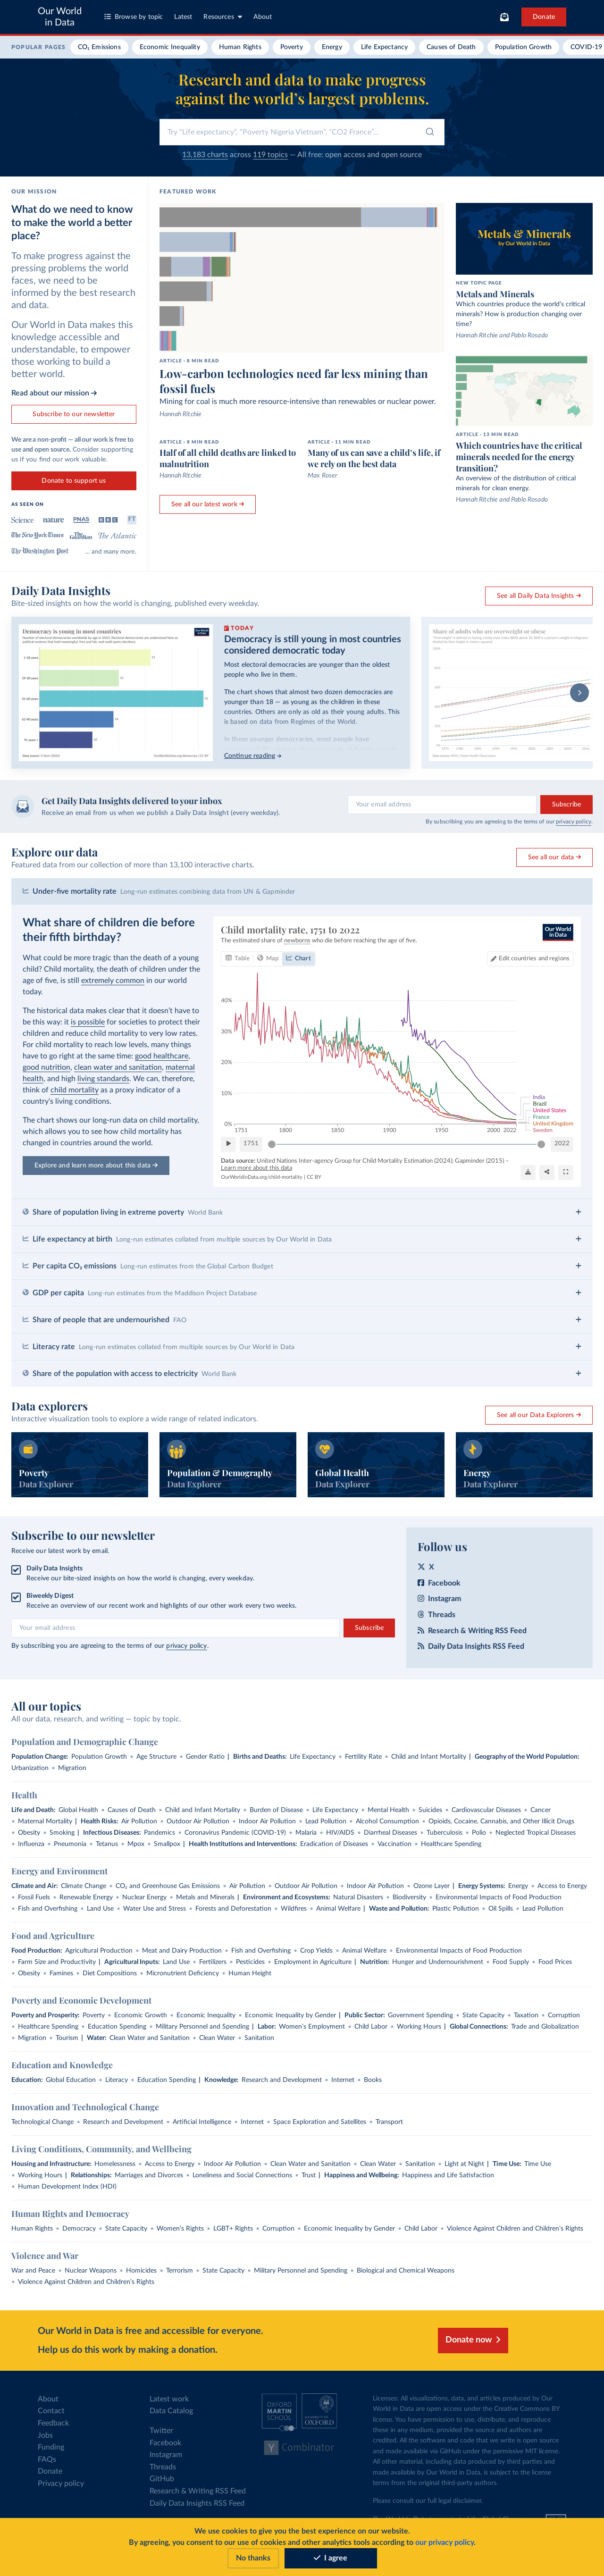 Our World
in Data
Browse by topic
Latest
Resources
About
Donate
POPULAR PAGES
CO₂ Emissions
Economic Inequality
Human Rights
Poverty
Energy
Life Expectancy
Causes of Death
Population Growth
COVID-19
Research and data to make progress
against the world's largest problems.
Try "Life expectancy", "Poverty Nigeria Vietnam", "CO2 France"...
13,183 charts across 119 topics — All free: open access and open source
OUR MISSION
What do we need to know
to make the world a better
place?
To make progress against the
pressing problems the world
faces, we need to be
informed by the best research
and data.
Our World in Data makes this
knowledge accessible and
understandable, to empower
those working to build a
better world.
Read about our mission →
Subscribe to our newsletter
We are a non-profit — all our work is free to
use and open source. Consider supporting
us if you find our work valuable.
Donate to support us
AS SEEN ON
Science
nature
PNAS
BBC
FT
The New York Times
The Guardian
The Atlantic
The Washington Post
... and many more.
FEATURED WORK
ARTICLE - 8 MIN READ
Low-carbon technologies need far less mining than
fossil fuels
Mining for coal is much more resource-intensive than renewables or nuclear power.
Hannah Ritchie
ARTICLE - 8 MIN READ
Half of all child deaths are linked to
malnutrition
Hannah Ritchie
ARTICLE - 11 MIN READ
Many of us can save a child's life, if
we rely on the best data
Max Roser
See all our latest work →
Metals & Minerals
by Our World in Data
NEW TOPIC PAGE
Metals and Minerals
Which countries produce the world's critical
minerals? How is production changing over
time?
Hannah Ritchie and Pablo Rosado
ARTICLE - 13 MIN READ
Which countries have the critical
minerals needed for the energy
transition?
An overview of the distribution of critical
minerals for clean energy.
Hannah Ritchie and Pablo Rosado
Daily Data Insights
Bite-sized insights on how the world is changing, published every weekday.
See all Daily Data Insights →
Democracy is young in most countries
TODAY
Democracy is still young in most countries
considered democratic today
Most electoral democracies are younger than the oldest
people who live in them.
The chart shows that almost two dozen democracies are
younger than 18 — as young as the children in these
countries. Others are only as old as their young adults. This
is based on data from Regimes of the World.
In these younger democracies, most people have
Continue reading →
Share of adults who are overweight or obese
Get Daily Data Insights delivered to your inbox
Receive an email from us when we publish a Daily Data Insight (every weekday).
Your email address
Subscribe
By subscribing you are agreeing to the terms of our privacy policy.
Explore our data
Featured data from our collection of more than 13,100 interactive charts.
See all our data →
Under-five mortality rate Long-run estimates combining data from UN & Gapminder
What share of children die before
their fifth birthday?
What could be more tragic than the death of a young
child? Child mortality, the death of children under the
age of five, is still extremely common in our world
today.
The historical data makes clear that it doesn't have to
be this way: it is possible for societies to protect their
children and reduce child mortality to very low rates.
For child mortality to reach low levels, many things
have to go right at the same time: good healthcare,
good nutrition, clean water and sanitation, maternal
health, and high living standards. We can, therefore,
think of child mortality as a proxy indicator of a
country's living conditions.
The chart shows our long-run data on child mortality,
which allows you to see how child mortality has
changed in countries around the world.
Explore and learn more about this data →
Child mortality rate, 1751 to 2022
The estimated share of newborns who die before reaching the age of five.
Our World
in Data
Table
Map
Chart
Edit countries and regions
40%
30%
20%
10%
0%
1751
1800
1850
1900
1950
2000
2022
India
Brazil
United States
France
United Kingdom
Sweden
1751
2022
Data source: United Nations Inter-agency Group for Child Mortality Estimation (2024); Gapminder (2015) –
Learn more about this data
OurWorldinData.org/child-mortality | CC BY
Share of population living in extreme poverty World Bank
Life expectancy at birth Long-run estimates collated from multiple sources by Our World in Data
Per capita CO₂ emissions Long-run estimates from the Global Carbon Budget
GDP per capita Long-run estimates from the Maddison Project Database
Share of people that are undernourished FAO
Literacy rate Long-run estimates collated from multiple sources by Our World in Data
Share of the population with access to electricity World Bank
Data explorers
Interactive visualization tools to explore a wide range of related indicators.
See all our Data Explorers →
Poverty
Data Explorer
Population & Demography
Data Explorer
Global Health
Data Explorer
Energy
Data Explorer
Subscribe to our newsletter
Receive our latest work by email.
Daily Data Insights
Receive our bite-sized insights on how the world is changing, every weekday.
Biweekly Digest
Receive an overview of our recent work and highlights of our other work every two weeks.
Your email address
Subscribe
By subscribing you are agreeing to the terms of our privacy policy.
Follow us
X
Facebook
Instagram
Threads
Research & Writing RSS Feed
Daily Data Insights RSS Feed
All our topics
All our data, research, and writing — topic by topic.
Population and Demographic Change
Population Change: Population Growth • Age Structure • Gender Ratio | Births and Deaths: Life Expectancy • Fertility Rate • Child and Infant Mortality | Geography of the World Population:
Urbanization • Migration
Health
Life and Death: Global Health • Causes of Death • Child and Infant Mortality • Burden of Disease • Life Expectancy • Mental Health • Suicides • Cardiovascular Diseases • Cancer
• Maternal Mortality | Health Risks: Air Pollution • Outdoor Air Pollution • Indoor Air Pollution • Lead Pollution • Alcohol Consumption • Opioids, Cocaine, Cannabis, and Other Illicit Drugs
• Obesity • Smoking | Infectious Diseases: Pandemics • Coronavirus Pandemic (COVID-19) • Malaria • HIV/AIDS • Diarrheal Diseases • Tuberculosis • Polio • Neglected Tropical Diseases
• Influenza • Pneumonia • Tetanus • Mpox • Smallpox | Health Institutions and Interventions: Eradication of Diseases • Vaccination • Healthcare Spending
Energy and Environment
Climate and Air: Climate Change • CO₂ and Greenhouse Gas Emissions • Air Pollution • Outdoor Air Pollution • Indoor Air Pollution • Ozone Layer | Energy Systems: Energy • Access to Energy
• Fossil Fuels • Renewable Energy • Nuclear Energy • Metals and Minerals | Environment and Ecosystems: Natural Disasters • Biodiversity • Environmental Impacts of Food Production
• Fish and Overfishing • Land Use • Water Use and Stress • Forests and Deforestation • Wildfires • Animal Welfare | Waste and Pollution: Plastic Pollution • Oil Spills • Lead Pollution
Food and Agriculture
Food Production: Agricultural Production • Meat and Dairy Production • Fish and Overfishing • Crop Yields • Animal Welfare • Environmental Impacts of Food Production
• Farm Size and Productivity | Agricultural Inputs: Land Use • Fertilizers • Pesticides • Employment in Agriculture | Nutrition: Hunger and Undernourishment • Food Supply • Food Prices
• Obesity • Famines • Diet Compositions • Micronutrient Deficiency • Human Height
Poverty and Economic Development
Poverty and Prosperity: Poverty • Economic Growth • Economic Inequality • Economic Inequality by Gender | Public Sector: Government Spending • State Capacity • Taxation • Corruption
• Healthcare Spending • Education Spending • Military Personnel and Spending | Labor: Women's Employment • Child Labor • Working Hours | Global Connections: Trade and Globalization
• Migration • Tourism | Water: Clean Water and Sanitation • Clean Water • Sanitation
Education and Knowledge
Education: Global Education • Literacy • Education Spending | Knowledge: Research and Development • Internet • Books
Innovation and Technological Change
Technological Change • Research and Development • Artificial Intelligence • Internet • Space Exploration and Satellites • Transport
Living Conditions, Community, and Wellbeing
Housing and Infrastructure: Homelessness • Access to Energy • Indoor Air Pollution • Clean Water and Sanitation • Clean Water • Sanitation • Light at Night | Time Use: Time Use
• Working Hours | Relationships: Marriages and Divorces • Loneliness and Social Connections • Trust | Happiness and Wellbeing: Happiness and Life Satisfaction
• Human Development Index (HDI)
Human Rights and Democracy
Human Rights • Democracy • State Capacity • Women's Rights • LGBT+ Rights • Corruption • Economic Inequality by Gender • Child Labor • Violence Against Children and Children's Rights
Violence and War
War and Peace • Nuclear Weapons • Homicides • Terrorism • State Capacity • Military Personnel and Spending • Biological and Chemical Weapons
• Violence Against Children and Children's Rights
Our World in Data is free and accessible for everyone.
Help us do this work by making a donation.
Donate now
About
Contact
Feedback
Jobs
Funding
FAQs
Donate
Privacy policy
Latest work
Data Catalog
Twitter
Facebook
Instagram
Threads
GitHub
Research & Writing RSS Feed
Daily Data Insights RSS Feed
OXFORD
MARTIN
SCHOOL
UNIVERSITY OF
OXFORD
Y Combinator
Licenses: All visualizations, data, and articles produced by Our
World in Data are open access under the Creative Commons BY
license. You have permission to use, distribute, and reproduce
these in any medium, provided the source and authors are
credited. All the software and code that we write is open source
and made available via GitHub under the permissive MIT license.
All other material, including data produced by third parties and
made available by Our World in Data, is subject to the license
terms from the original third-party authors.
Please consult our full legal disclaimer.
We use cookies to give you the best experience on our website.
By agreeing, you consent to our use of cookies and other analytics tools according to our privacy policy.
No thanks
I agree